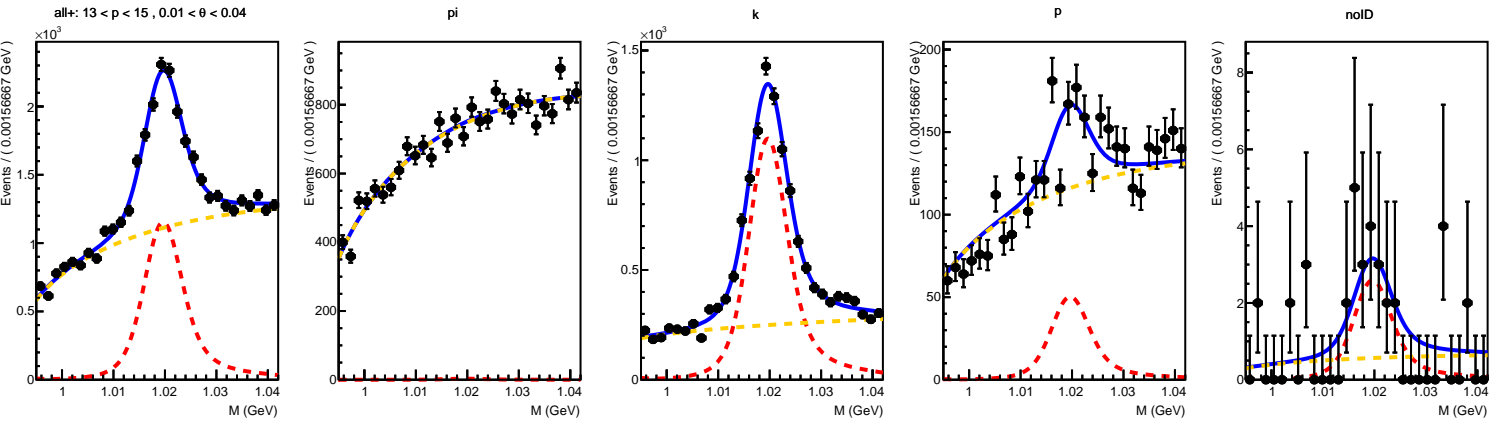 all+: 13 < p < 15 , 0.01 < θ < 0.04
×10³
Events / ( 0.00156667 GeV )
2
1.5
1
0.5
0
1 1.01 1.02 1.03 1.04
M (GeV)
pi
Events / ( 0.00156667 GeV )
800
600
400
200
0
1 1.01 1.02 1.03 1.04
M (GeV)
k
×10³
Events / ( 0.00156667 GeV )
1.5
1
0.5
0
1 1.01 1.02 1.03 1.04
M (GeV)
p
Events / ( 0.00156667 GeV )
200
150
100
50
0
1 1.01 1.02 1.03 1.04
M (GeV)
noID
Events / ( 0.00156667 GeV )
8
6
4
2
0
1 1.01 1.02 1.03 1.04
M (GeV)